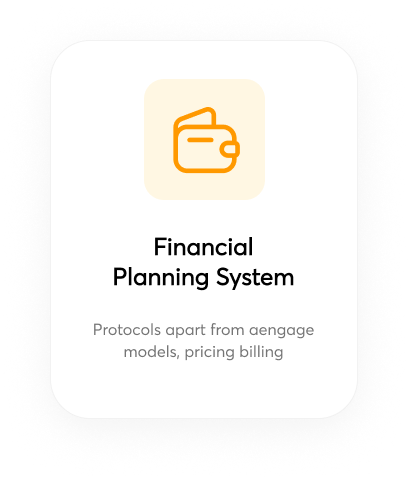 Financial
Planning System
Protocols apart from aengage
models, pricing billing